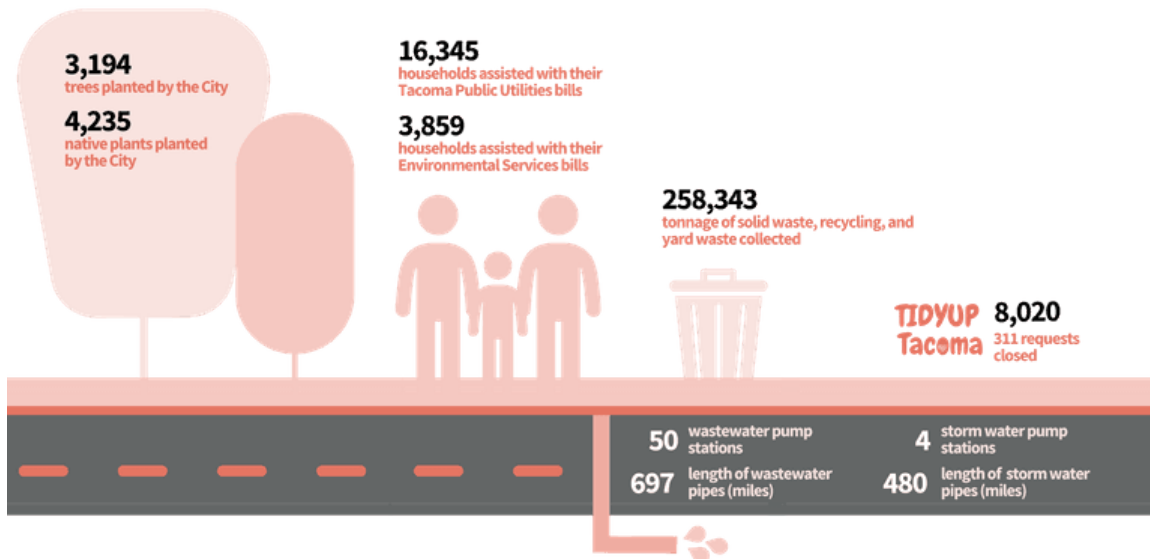 3,194
trees planted by the City
4,235
native plants planted
by the City
16,345
households assisted with their
Tacoma Public Utilities bills
3,859
households assisted with their
Environmental Services bills
258,343
tonnage of solid waste, recycling, and
yard waste collected
TIDYUP
Tacoma
8,020
311 requests
closed
50
wastewater pump
stations
4
storm water pump
stations
697
length of wastewater
pipes (miles)
480
length of storm water
pipes (miles)